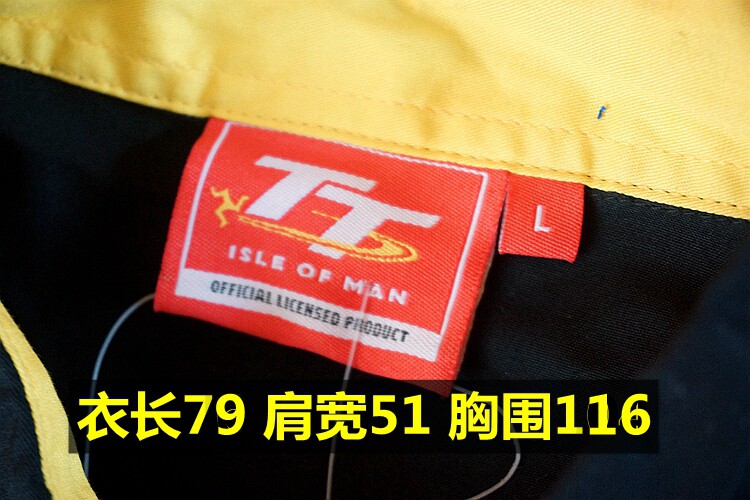 TT
L
ISLE OF MAN
OFFICIAL LICENSED PRODUCT
衣长79 肩宽51 胸围116